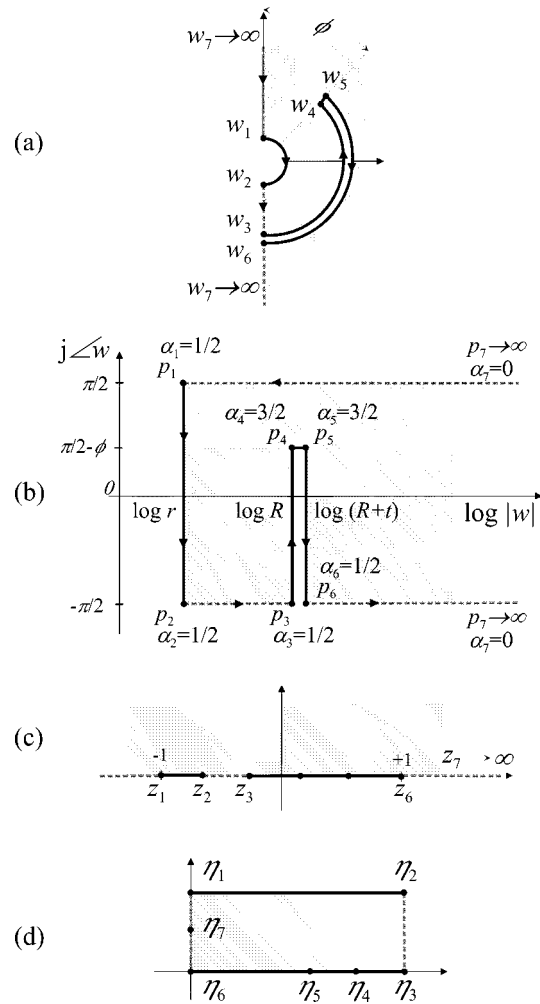 w₇→∞
ϕ
w₅
w₄
(a)
w₁
w₂
w₃
w₆
w₇→∞
j∠w
α₁=1/2
p₁
p₇→∞
α₇=0
π/2
α₄=3/2
α₅=3/2
π/2-ϕ
p₄
p₅
(b)
0
log r
log R
log (R+t)
log |w|
α₆=1/2
p₆
-π/2
p₂
α₂=1/2
p₃
α₃=1/2
p₇→∞
α₇=0
(c)
-1
+1
z₇ →∞
z₁
z₂
z₃
z₆
η₁
η₂
(d)
η₇
η₆
η₅
η₄
η₃